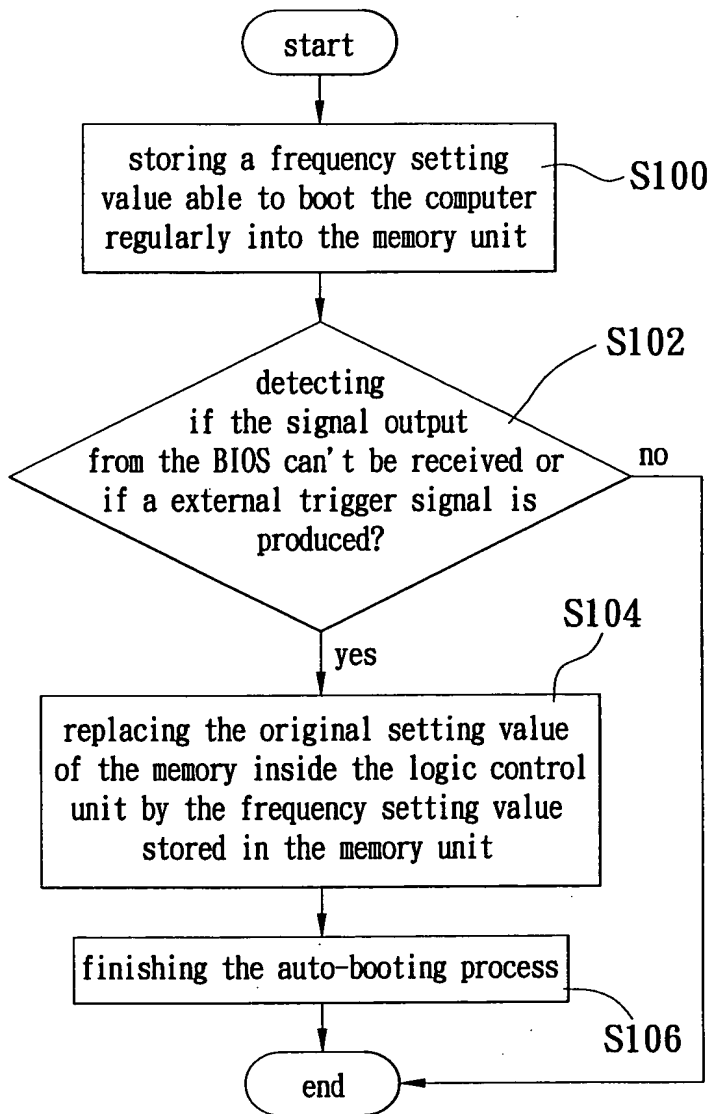 start
storing a frequency setting
value able to boot the computer
regularly into the memory unit
S100
S102
detecting
if the signal output
from the BIOS can't be received or
if a external trigger signal is
produced?
no
yes
S104
replacing the original setting value
of the memory inside the logic control
unit by the frequency setting value
stored in the memory unit
finishing the auto-booting process
S106
end